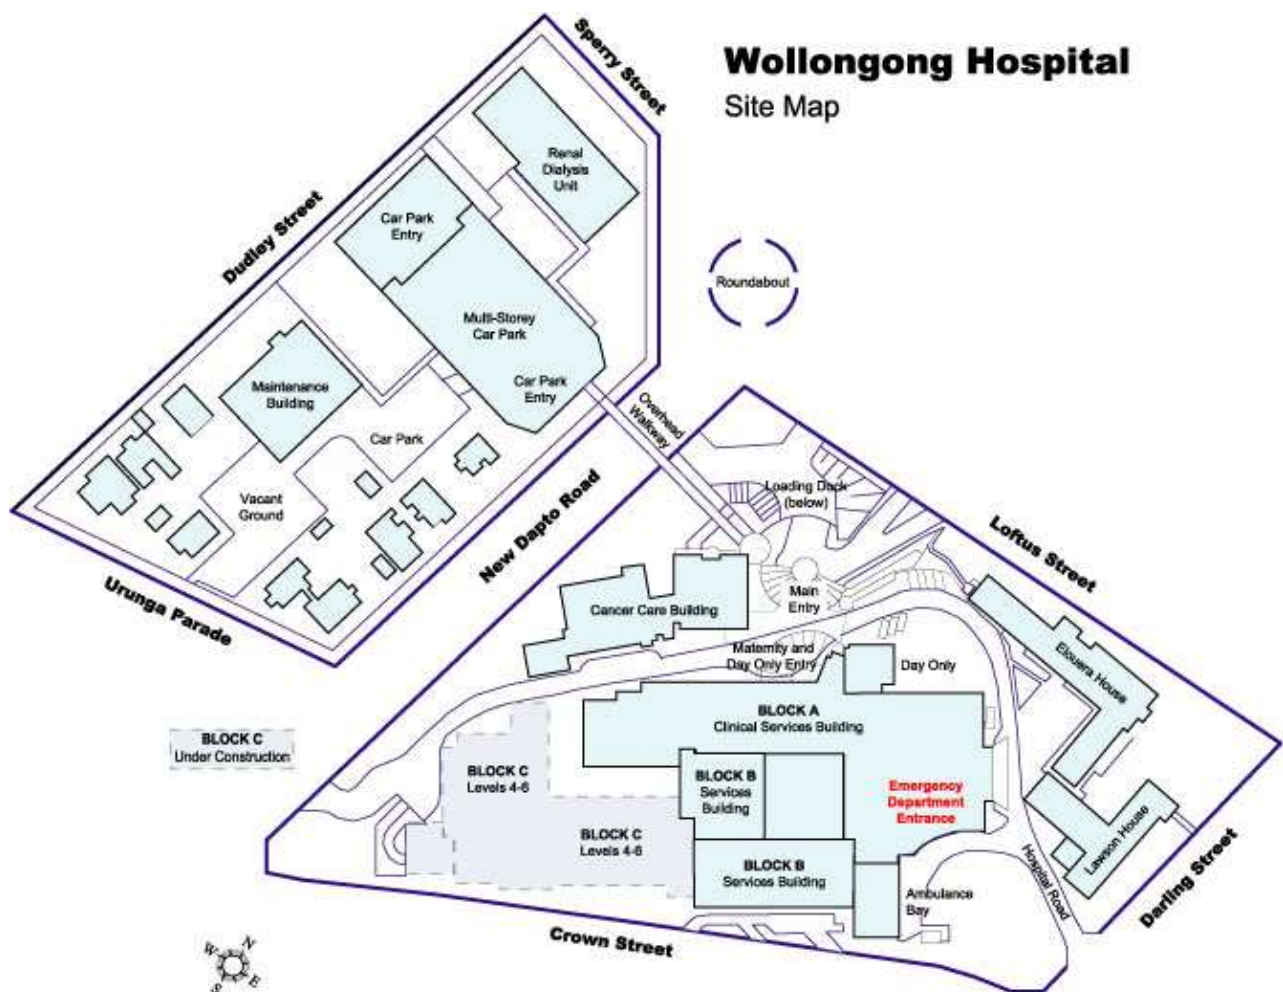 Wollongong Hospital
Site Map
Sperry Street
Renal
Dialysis
Unit
Dudley Street
Car Park
Entry
Roundabout
Multi-Storey
Car Park
Car Park
Entry
Maintenance
Building
Overhead
Walkway
Car Park
Vacant
Ground
Loading Dock
(below)
New Dapto Road
Loftus Street
Urunga Parade
Main
Entry
Cancer Care Building
Maternity and
Day Only Entry
Day Only
Elouera House
BLOCK A
Clinical Services Building
BLOCK C
Under Construction
BLOCK C
Levels 4-6
BLOCK B
Services
Building
Emergency
Department
Entrance
BLOCK C
Levels 4-6
BLOCK B
Services Building
Lawson House
Hospital Road
Darling Street
Ambulance
Bay
Crown Street
N
W
E
S